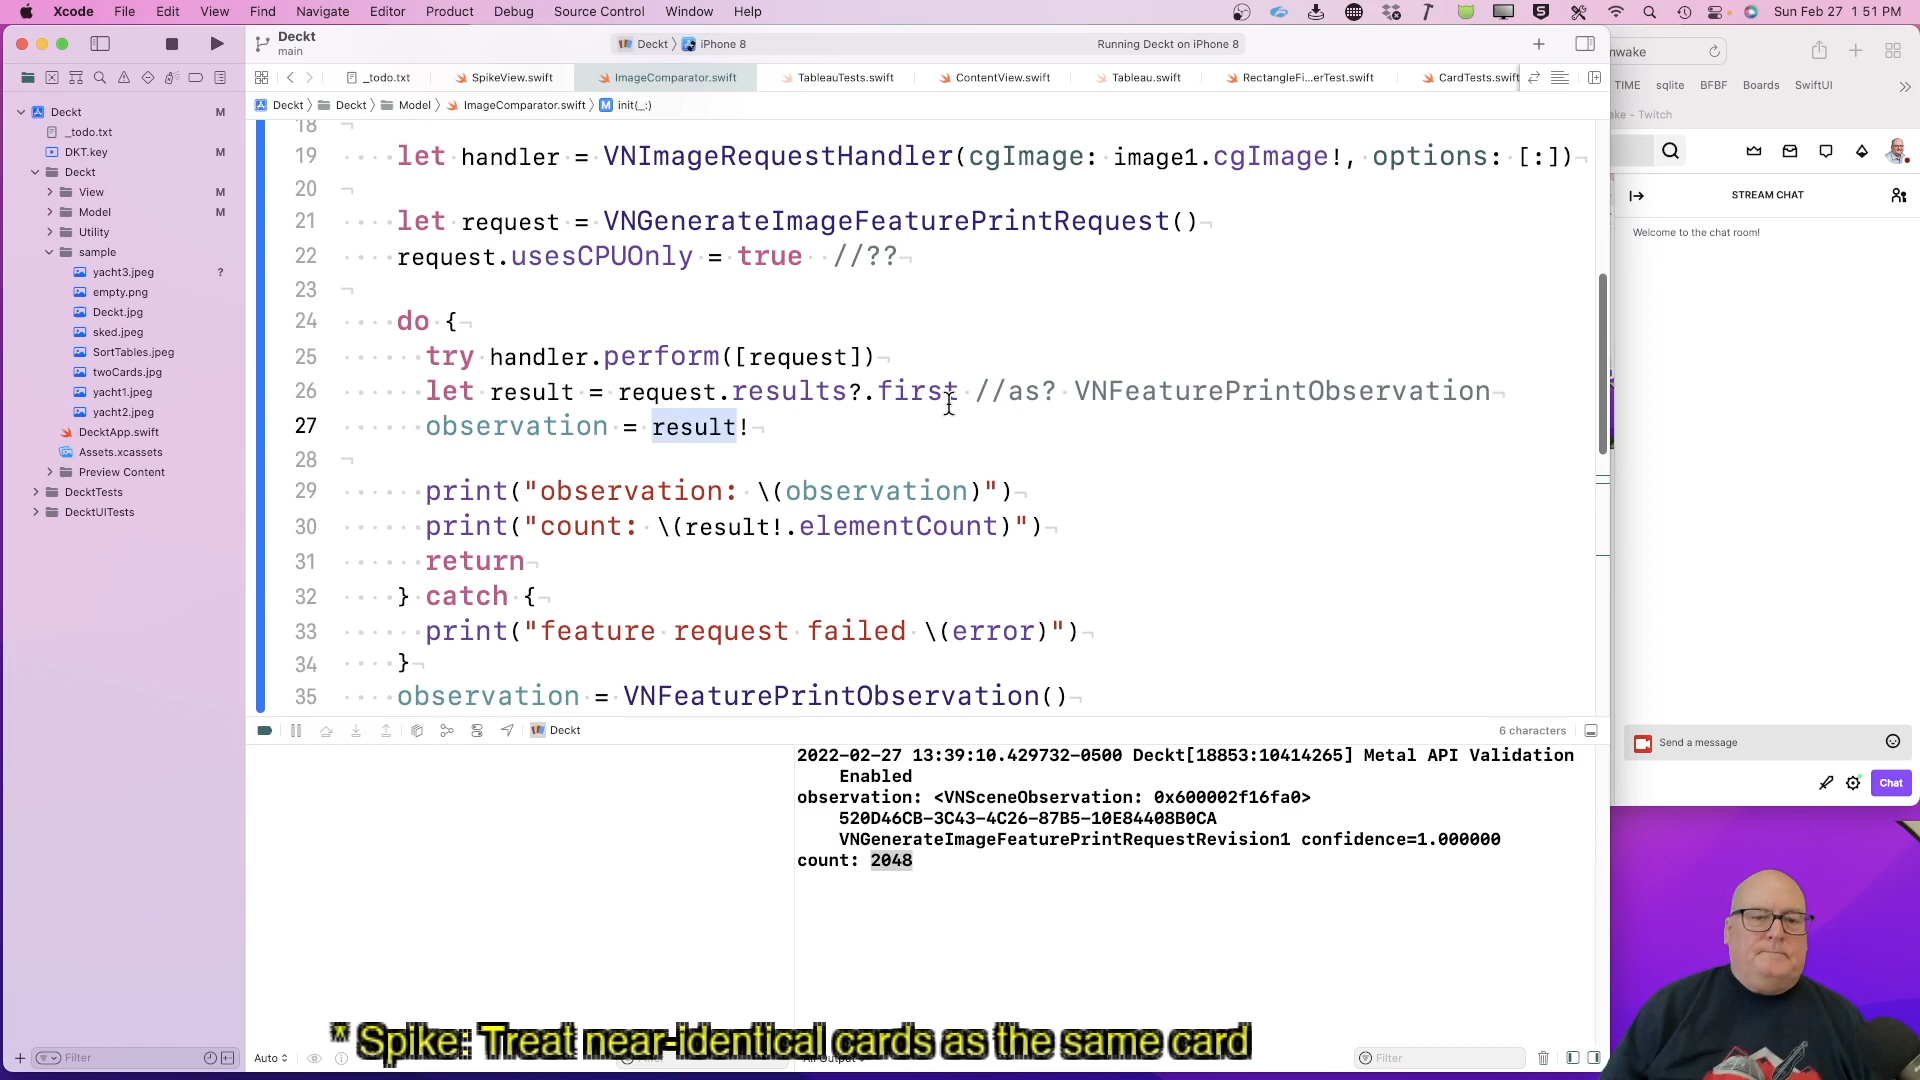 Xcode File Edit View Find Navigate Editor Product Debug Source Control Window Help
Sun Feb 27 1:51 PM
Deckt
main
Deckt iPhone 8
Running Deckt on iPhone 8
_todo.txt SpikeView.swift ImageComparator.swift TableauTests.swift ContentView.swift Tableau.swift RectangleFi...erTest.swift CardTests.swift
Deckt Deckt Model ImageComparator.swift M init(_:)
Deckt M
_todo.txt
DKT.key M
Deckt
View M
Model M
Utility
sample
yacht3.jpeg ?
empty.png
Deckt.jpg
sked.jpeg
SortTables.jpeg
twoCards.jpg
yacht1.jpeg
yacht2.jpeg
DecktApp.swift
Assets.xcassets
Preview Content
DecktTests
DecktUITests
Filter
18
19 let handler = VNImageRequestHandler(cgImage: image1.cgImage!, options: [:])
20
21 let request = VNGenerateImageFeaturePrintRequest()
22 request.usesCPUOnly = true //??
23
24 do {
25 try handler.perform([request])
26 let result = request.results?.first //as? VNFeaturePrintObservation
27 observation = result!
28
29 print("observation: \(observation)")
30 print("count: \(result!.elementCount)")
31 return
32 } catch {
33 print("feature request failed \(error)")
34 }
35 observation = VNFeaturePrintObservation()
Deckt
6 characters
2022-02-27 13:39:10.429732-0500 Deckt[18853:10414265] Metal API Validation
Enabled
observation: <VNSceneObservation: 0x600002f16fa0>
520D46CB-3C43-4C26-87B5-10E84408B0CA
VNGenerateImageFeaturePrintRequestRevision1 confidence=1.000000
count: 2048
Auto
Filter
* Spike: Treat near-identical cards as the same card
nwake
TIME sqlite BFBF Boards SwiftUI
ake - Twitch
STREAM CHAT
Welcome to the chat room!
Send a message
Chat